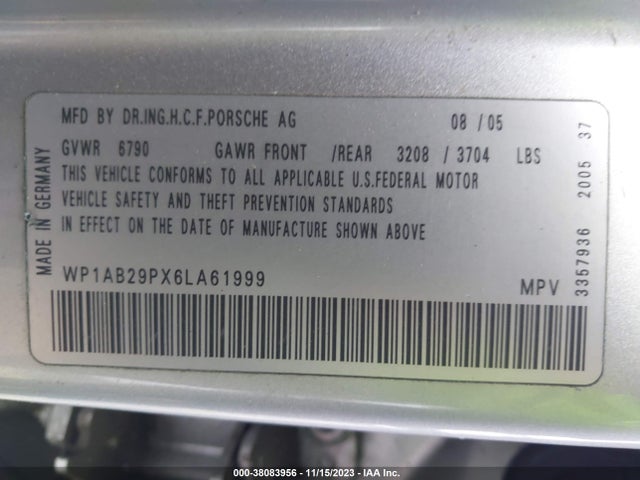 MFD BY DR.ING.H.C.F.PORSCHE AG 08 / 05
GVWR 6790 GAWR FRONT /REAR 3208 / 3704 LBS
THIS VEHICLE CONFORMS TO ALL APPLICABLE U.S.FEDERAL MOTOR
VEHICLE SAFETY AND THEFT PREVENTION STANDARDS
IN EFFECT ON THE DATE OF MANUFACTURE SHOWN ABOVE
WP1AB29PX6LA61999 MPV
MADE IN GERMANY
3357936 2005 37
000-38083956 - 11/15/2023 - IAA Inc.